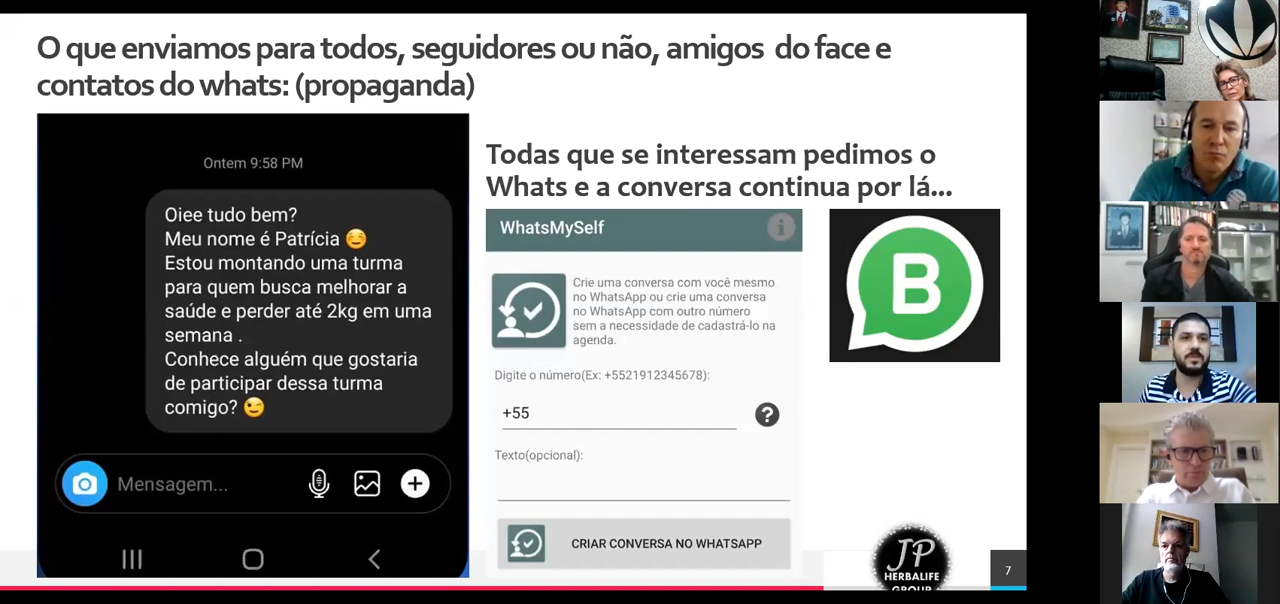 O que enviamos para todos, seguidores ou não, amigos do face e
contatos do whats: (propaganda)
Ontem 9:58 PM
Oiee tudo bem?
Meu nome é Patrícia 😊
Estou montando uma turma
para quem busca melhorar a
saúde e perder até 2kg em uma
semana .
Conhece alguém que gostaria
de participar dessa turma
comigo? 😉
Mensagem...
Todas que se interessam pedimos o
Whats e a conversa continua por lá...
WhatsMySelf
i
Crie uma conversa com você mesmo
no WhatsApp ou crie uma conversa
no WhatsApp com outro número
sem a necessidade de cadastrá-lo na
agenda.
Digite o número(Ex: +5521912345678):
+55
?
Texto(opcional):
CRIAR CONVERSA NO WHATSAPP
B
JP
HERBALIFE
GROUP
7